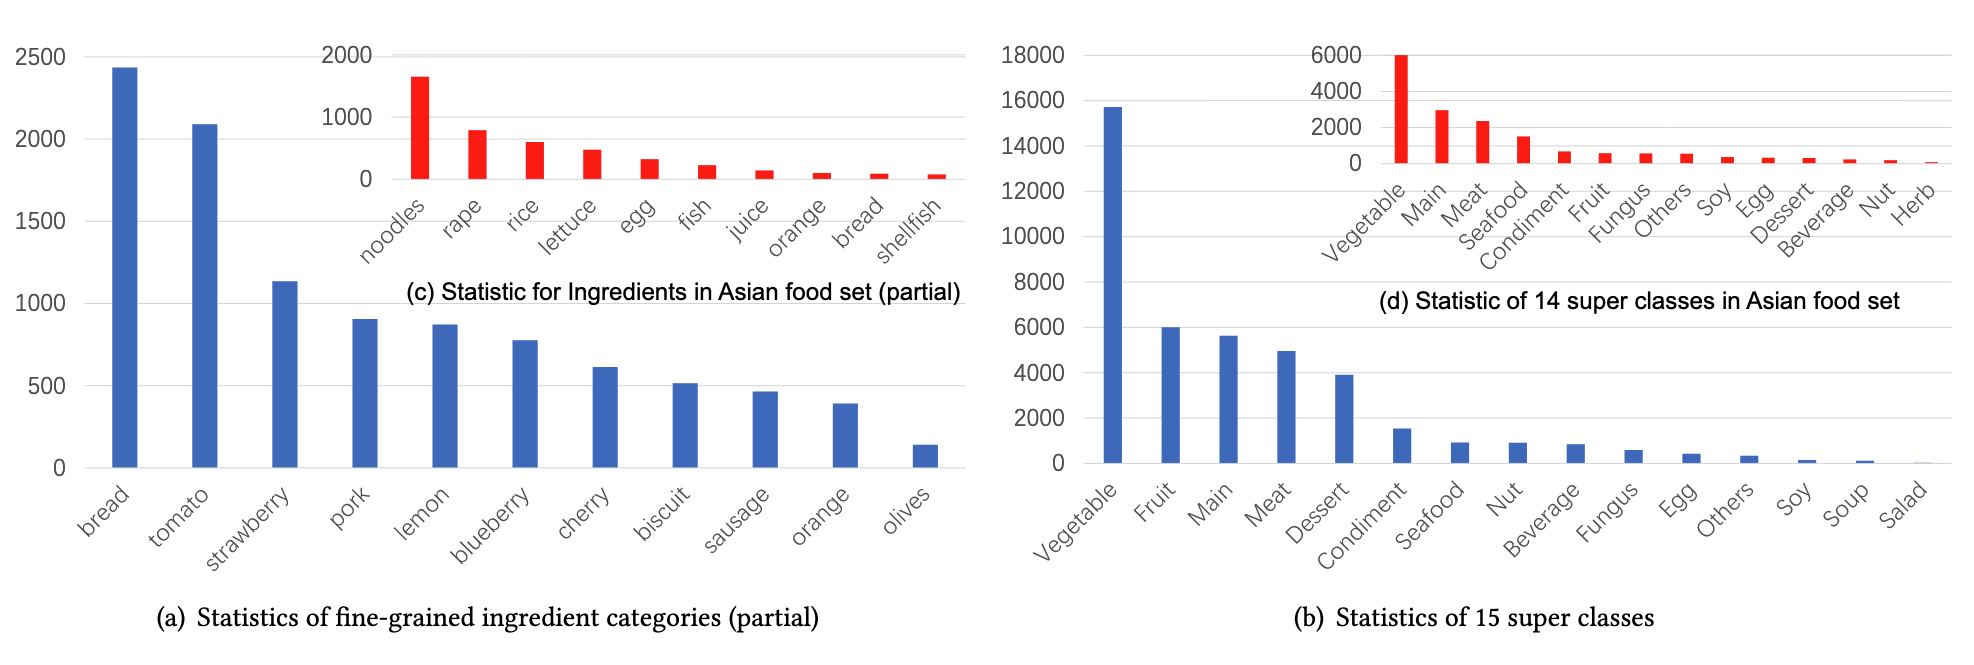 2500
2000
1500
1000
500
0
bread
tomato
strawberry
pork
lemon
blueberry
cherry
biscuit
sausage
orange
olives
2000
1000
0
noodles
rape
rice
lettuce
egg
fish
juice
orange
bread
shellfish
(c) Statistic for Ingredients in Asian food set (partial)
(a) Statistics of fine-grained ingredient categories (partial)
18000
16000
14000
12000
10000
8000
6000
4000
2000
0
Vegetable
Fruit
Main
Meat
Dessert
Condiment
Seafood
Nut
Beverage
Fungus
Egg
Others
Soy
Soup
Salad
6000
4000
2000
0
Vegetable
Main
Meat
Seafood
Condiment
Fruit
Fungus
Others
Soy
Egg
Dessert
Beverage
Nut
Herb
(d) Statistic of 14 super classes in Asian food set
(b) Statistics of 15 super classes